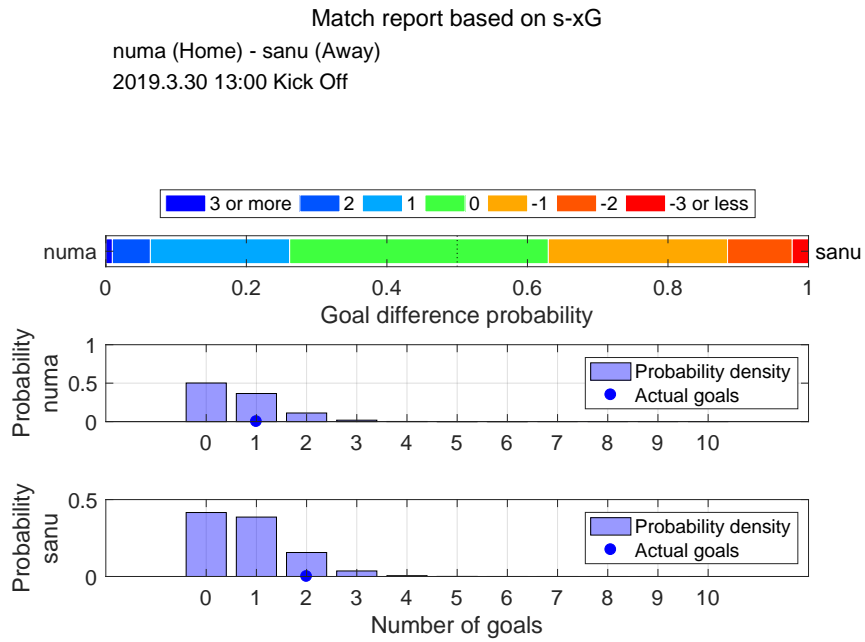 Match report based on s-xG
numa (Home) - sanu (Away)
2019.3.30 13:00 Kick Off
3 or more 2 1 0 -1 -2 -3 or less
numa sanu
0 0.2 0.4 0.6 0.8 1
Goal difference probability
Probability
numa
1
0.5
0
Probability density
Actual goals
0 1 2 3 4 5 6 7 8 9 10
Probability
sanu
0.5
0
Probability density
Actual goals
0 1 2 3 4 5 6 7 8 9 10
Number of goals